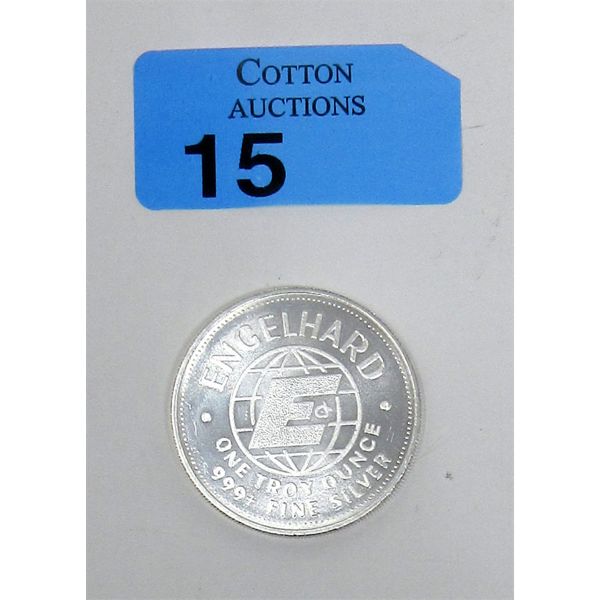 COTTON
AUCTIONS
15
ENGELHARD
E
ONE TROY OUNCE
999+ FINE SILVER